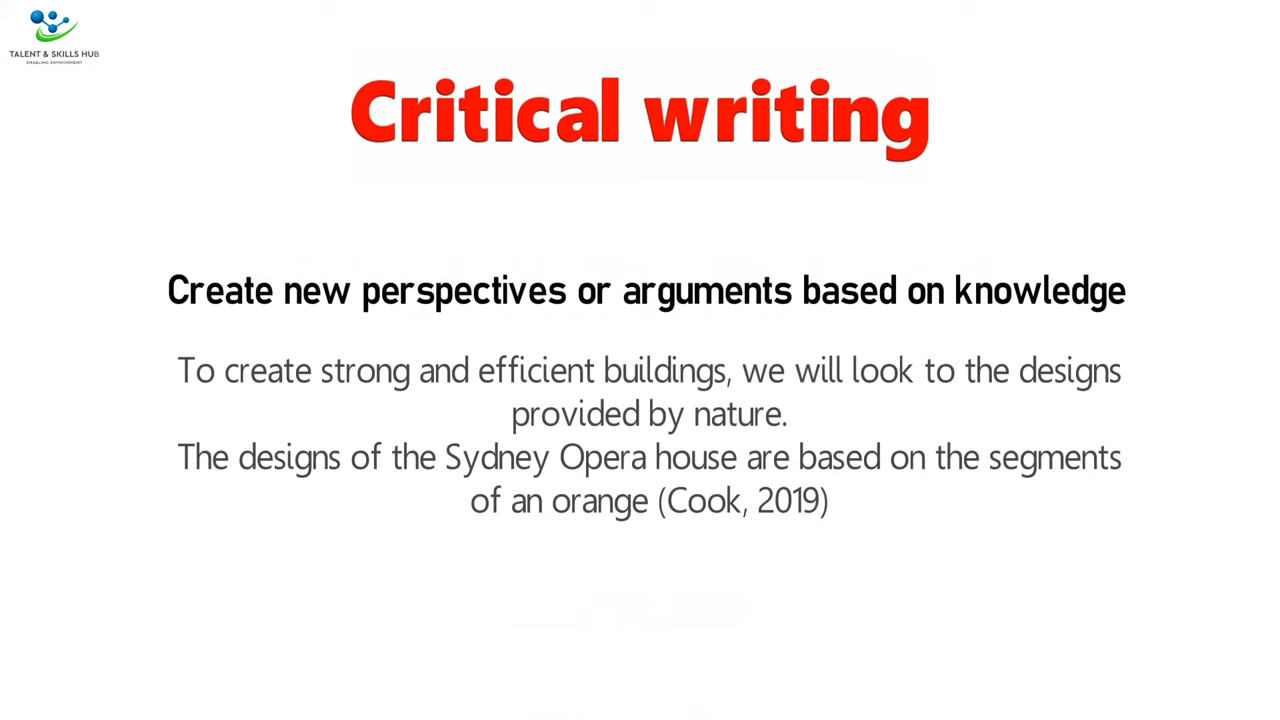 TALENT & SKILLS HUB
ENABLING ENVIRONMENT
Critical writing
Create new perspectives or arguments based on knowledge
To create strong and efficient buildings, we will look to the designs
provided by nature.
The designs of the Sydney Opera house are based on the segments
of an orange (Cook, 2019)